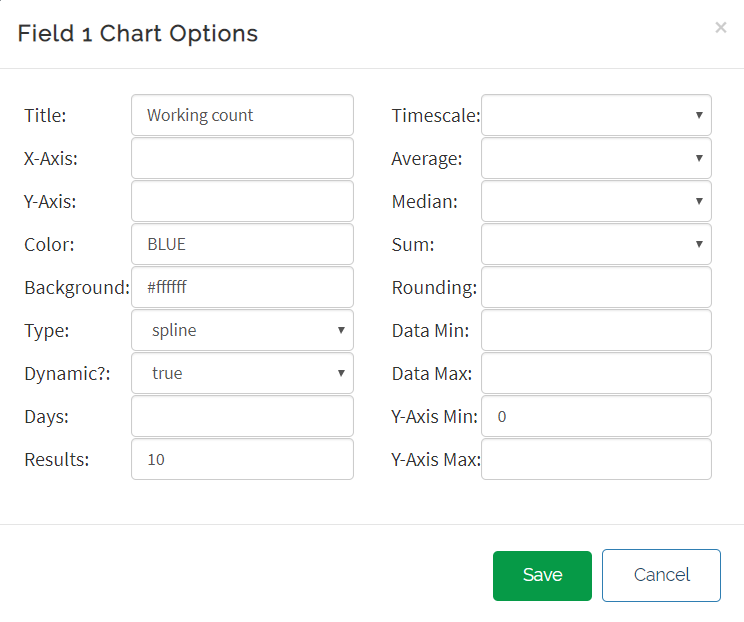 Field 1 Chart Options
×
Title: Working count
X-Axis:
Y-Axis:
Color: BLUE
Background: #ffffff
Type: spline
Dynamic?: true
Days:
Results: 10
Timescale:
Average:
Median:
Sum:
Rounding:
Data Min:
Data Max:
Y-Axis Min: 0
Y-Axis Max:
Save Cancel